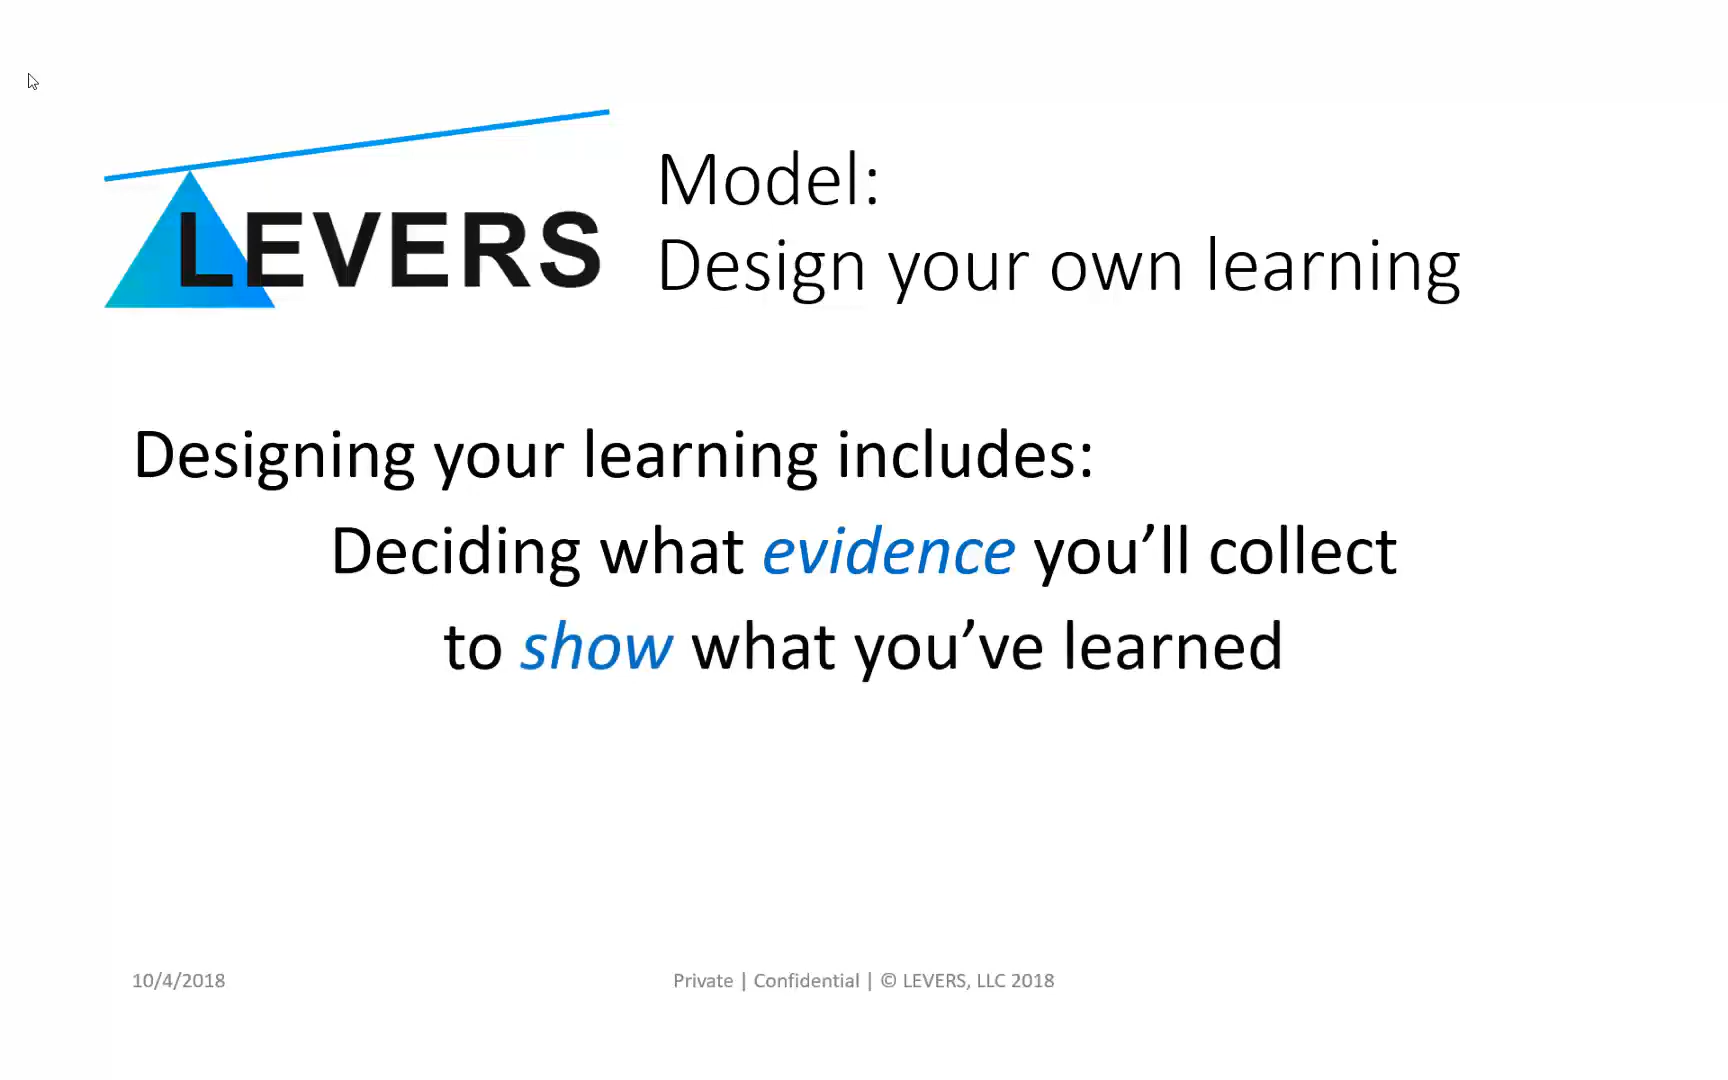 LEVERS
Model:
Design your own learning
Designing your learning includes:
Deciding what evidence you’ll collect
to show what you’ve learned
10/4/2018
Private | Confidential | © LEVERS, LLC 2018